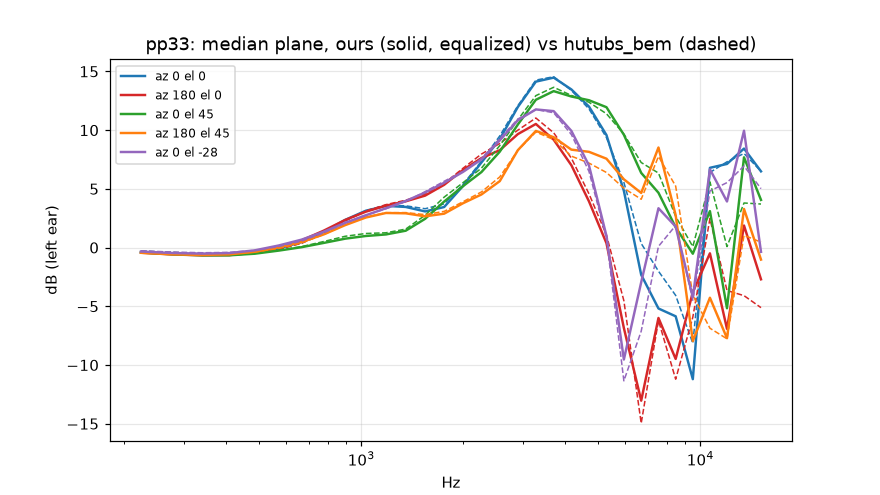 pp33: median plane, ours (solid, equalized) vs hutubs_bem (dashed)
az 0 el 0
az 180 el 0
az 0 el 45
az 180 el 45
az 0 el -28
dB (left ear)
15
10
5
0
−5
−10
−15
10³
10⁴
Hz